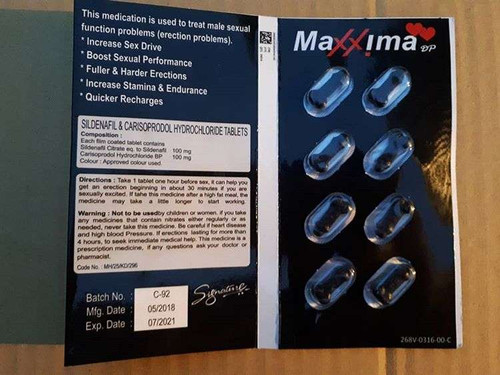 This medication is used to treat male sexual
function problems (erection problems).
* Increase Sex Drive
* Boost Sexual Performance
* Fuller & Harder Erections
* Increase Stamina & Endurance
* Quicker Recharges
SILDENAFIL & CARISOPRODOL HYDROCHLORIDE TABLETS
Composition :
Each film coated tablet contains
Sildenafil Citrate eq. to Sildenafil 100 mg
Carisoprodol Hydrochloride BP 100 mg
Colour : Approved colour used.
Directions : Take 1 tablet one hour before sex, it can help you
get an erection beginning in about 30 minutes if you are
sexually excited. If take this medicine after a high fat meal, the
medicine may take a little longer to start working.
Warning : Not to be usedby children or women. if you take
any medicines that contain nitrates either regularly or as
needed, never take this medicine. Be careful if heart disease
and high blood Pressure. If erections lasting for more than
4 hours, to seek immediate medical help. This medicine is a
prescription medicine, if any questions ask your doctor or
pharmacist.
Code No. : MH/25/KD/296
Batch No. : C-92
Mfg. Date : 05/2018
Exp. Date : 07/2021
Signature
Maxxima
DP
268V-0316-00-C